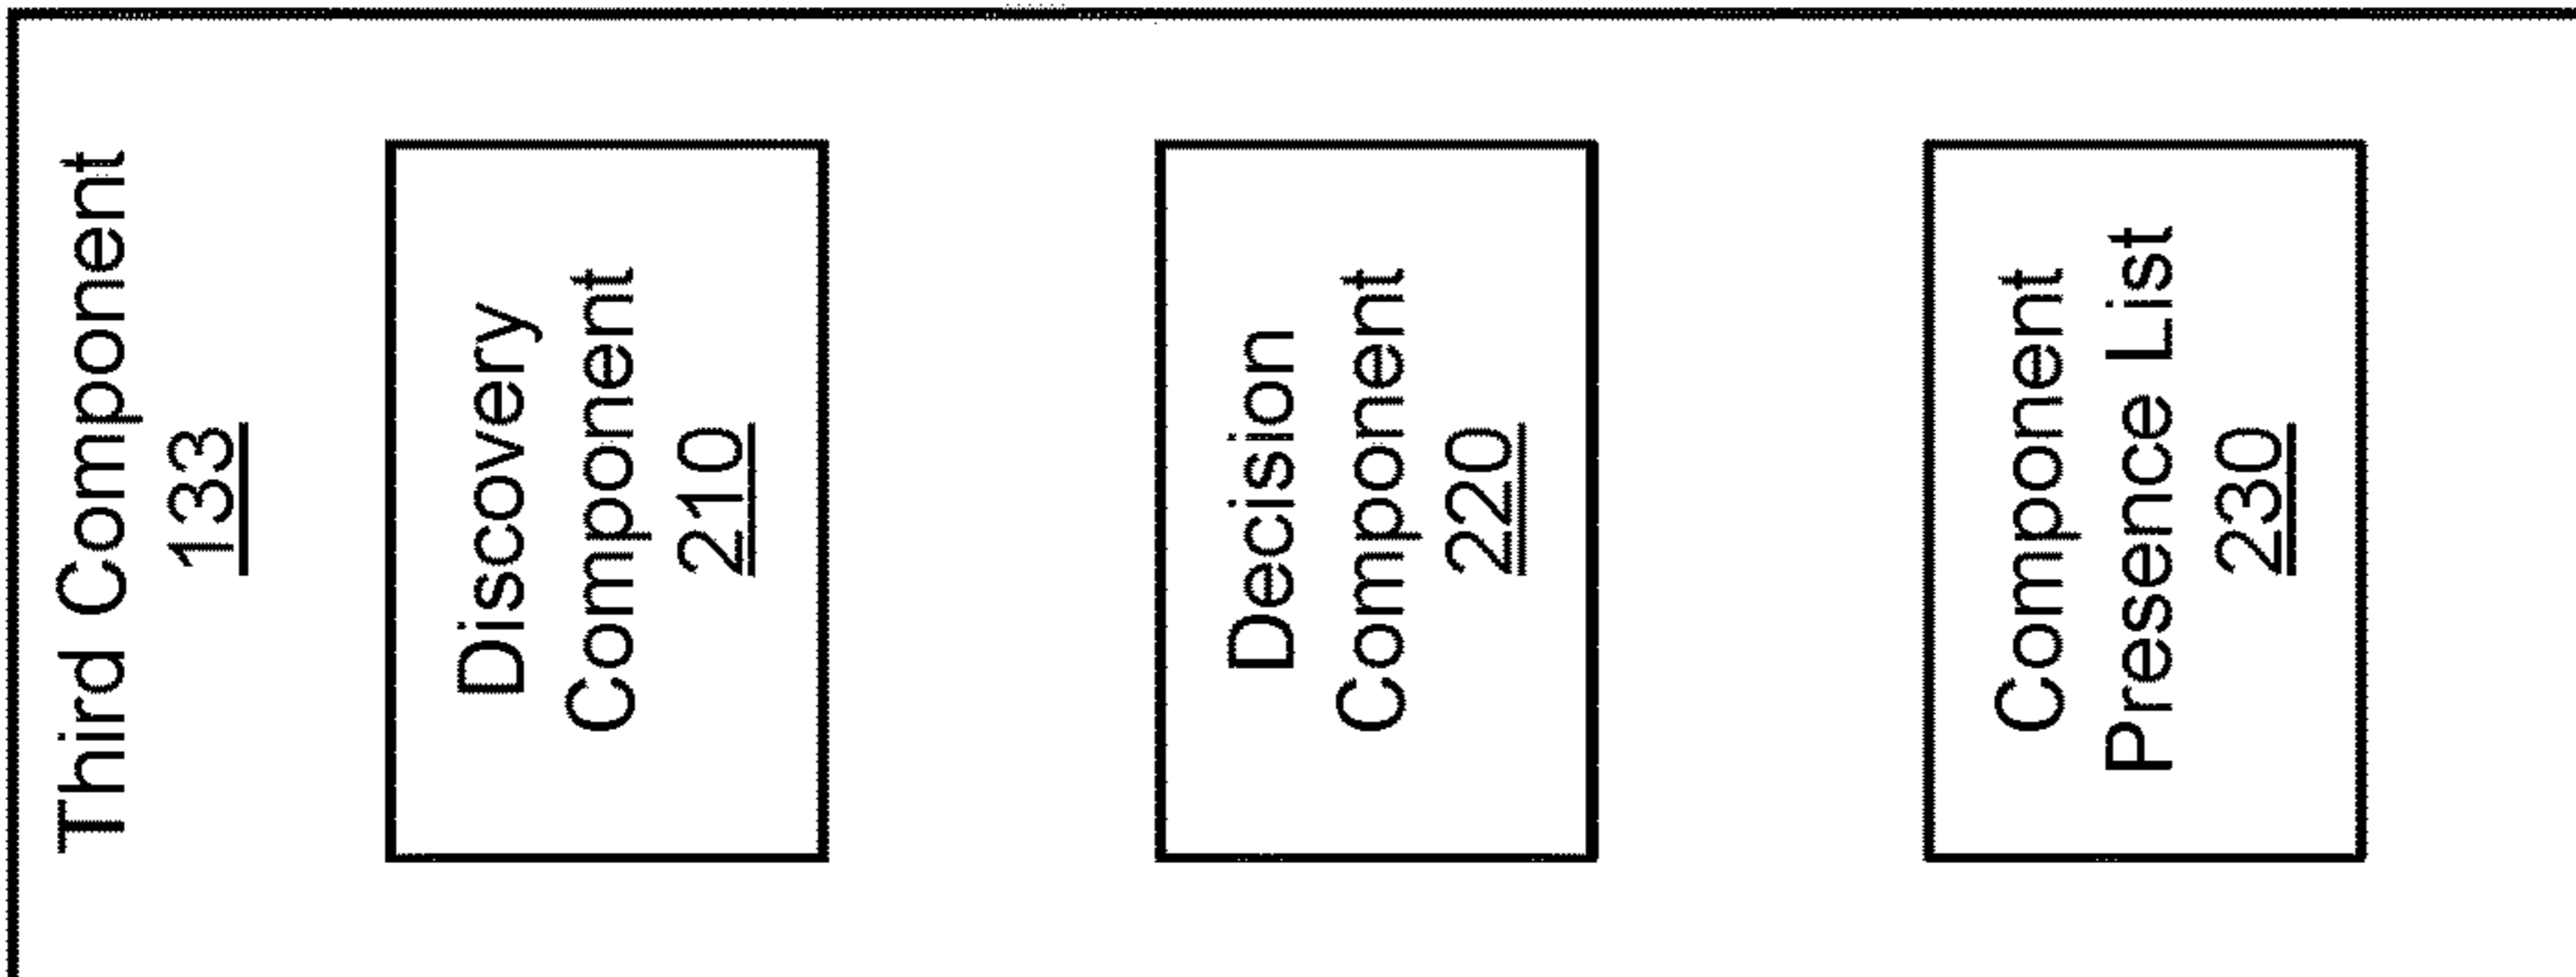 Third Component
133
Discovery
Component
210
Decision
Component
220
Component
Presence List
230